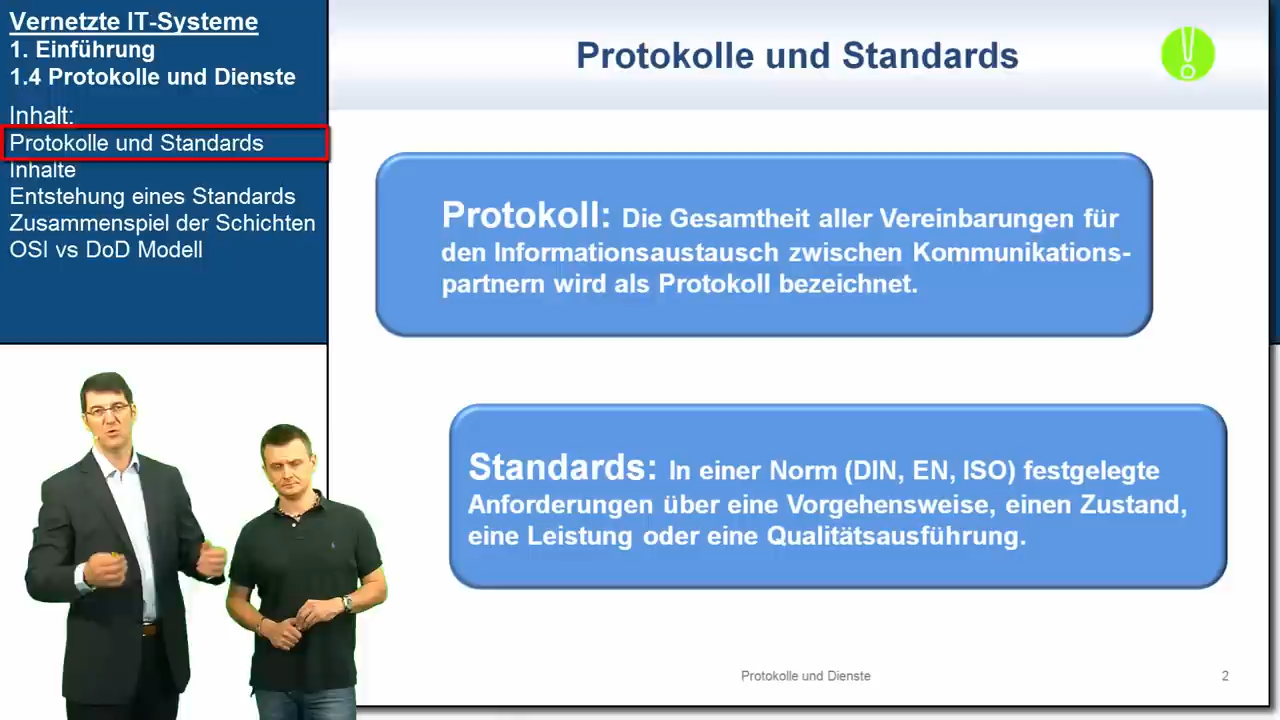 Vernetzte IT-Systeme
1. Einführung
1.4 Protokolle und Dienste
Inhalt:
Protokolle und Standards
Inhalte
Entstehung eines Standards
Zusammenspiel der Schichten
OSI vs DoD Modell
Protokolle und Standards
Protokoll: Die Gesamtheit aller Vereinbarungen für
den Informationsaustausch zwischen Kommunikations-
partnern wird als Protokoll bezeichnet.
Standards: In einer Norm (DIN, EN, ISO) festgelegte
Anforderungen über eine Vorgehensweise, einen Zustand,
eine Leistung oder eine Qualitätsausführung.
Protokolle und Dienste
2